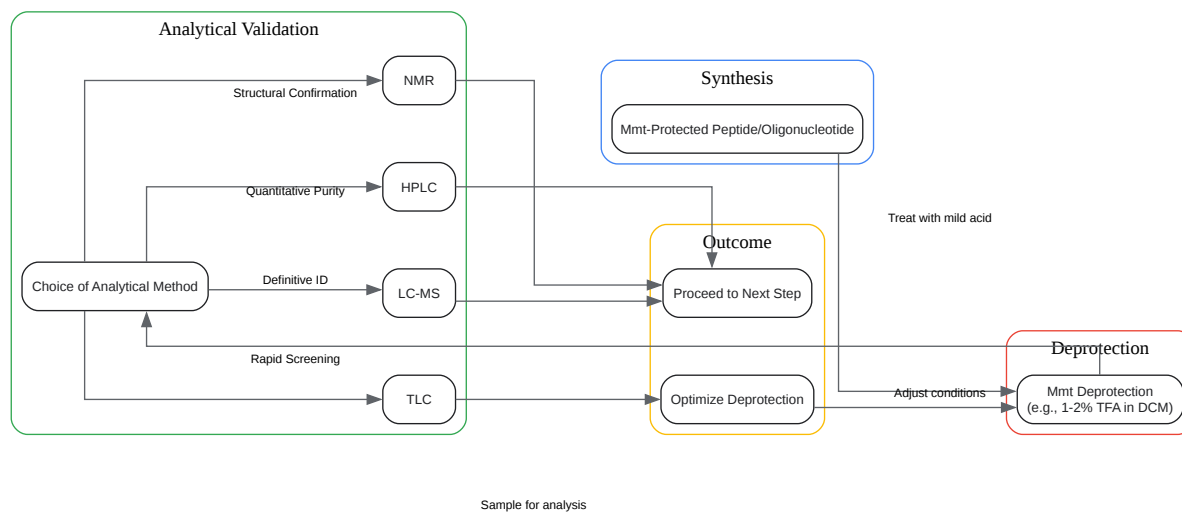 Analytical Validation
NMR
Structural Confirmation
Synthesis
Mmt-Protected Peptide/Oligonucleotide
Quantitative Purity
HPLC
Treat with mild acid
Outcome
Choice of Analytical Method
Definitive ID
LC-MS
Proceed to Next Step
Rapid Screening
Deprotection
TLC
Optimize Deprotection
Adjust conditions
Mmt Deprotection
(e.g., 1-2% TFA in DCM)
Sample for analysis